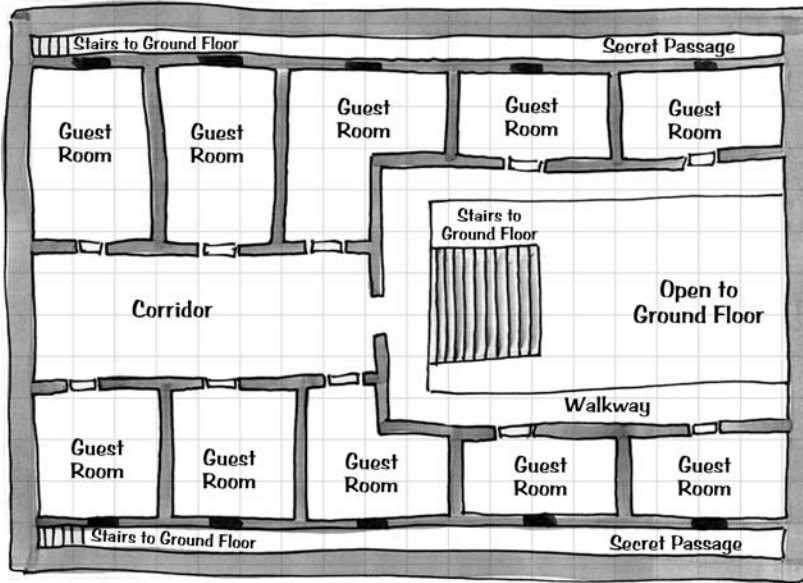 Stairs to Ground Floor
Secret Passage
Guest
Room
Guest
Room
Guest
Room
Guest
Room
Guest
Room
Stairs to
Ground Floor
Corridor
Open to
Ground Floor
Walkway
Guest
Room
Guest
Room
Guest
Room
Guest
Room
Guest
Room
Stairs to Ground Floor
Secret Passage